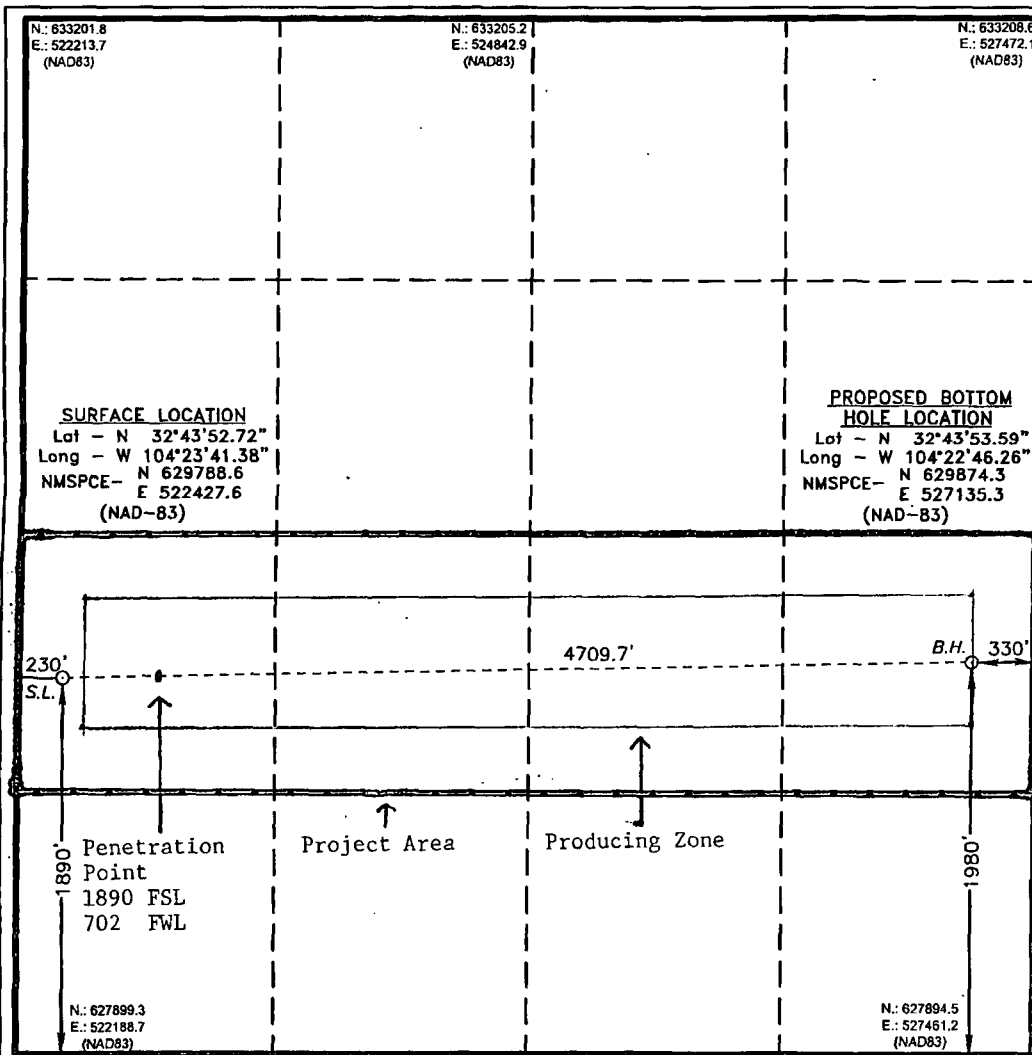 N.: 633201.8
E.: 522213.7
(NAD83)
N.: 633205.2
E.: 524842.9
(NAD83)
N.: 633208.6
E.: 527472.1
(NAD83)
SURFACE LOCATION
Lat - N 32°43'52.72"
Long - W 104°23'41.38"
NMSPCE- N 629788.6
E 522427.6
(NAD-83)
PROPOSED BOTTOM
HOLE LOCATION
Lat - N 32°43'53.59"
Long - W 104°22'46.26"
NMSPCE- N 629874.3
E 527135.3
(NAD-83)
230'
S.L.
4709.7'
B.H.
330'
1890'
Penetration
Point
1890 FSL
702 FWL
Project Area
Producing Zone
1980'
N.: 627899.3
E.: 522188.7
(NAD83)
N.: 627894.5
E.: 527461.2
(NAD83)